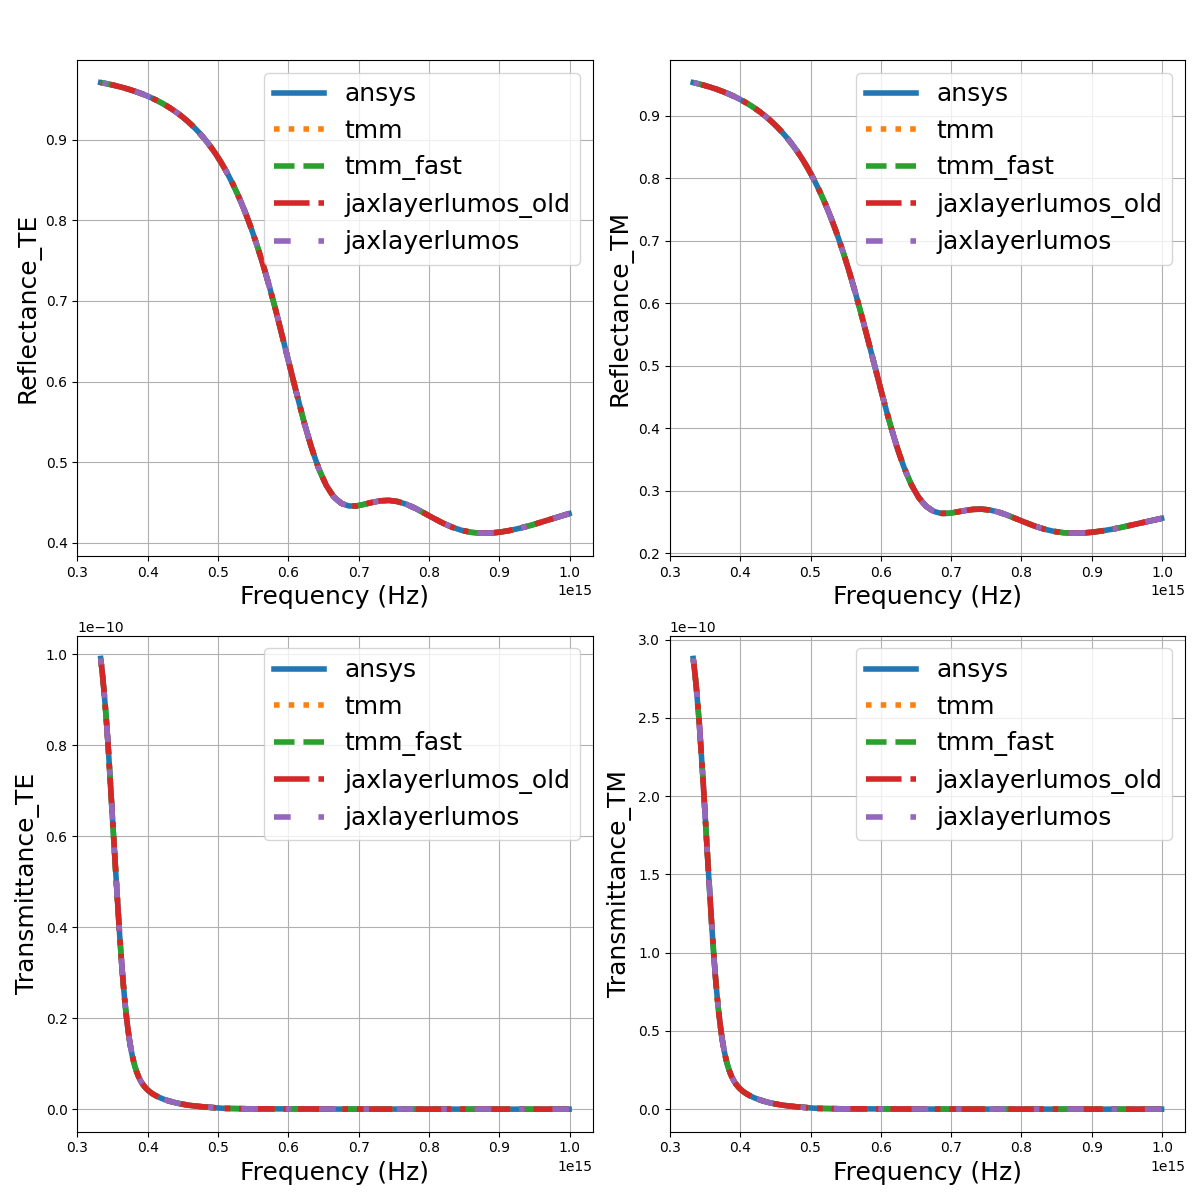 0.9
0.8
0.7
0.6
0.5
0.4
Reflectance_TE
ansys
tmm
tmm_fast
jaxlayerlumos_old
jaxlayerlumos
0.3 0.4 0.5 0.6 0.7 0.8 0.9 1.0
1e15
Frequency (Hz)
0.9
0.8
0.7
0.6
0.5
0.4
0.3
0.2
Reflectance_TM
ansys
tmm
tmm_fast
jaxlayerlumos_old
jaxlayerlumos
0.3 0.4 0.5 0.6 0.7 0.8 0.9 1.0
1e15
Frequency (Hz)
1e−10
1.0
0.8
0.6
0.4
0.2
0.0
Transmittance_TE
ansys
tmm
tmm_fast
jaxlayerlumos_old
jaxlayerlumos
0.3 0.4 0.5 0.6 0.7 0.8 0.9 1.0
1e15
Frequency (Hz)
1e−10
3.0
2.5
2.0
1.5
1.0
0.5
0.0
Transmittance_TM
ansys
tmm
tmm_fast
jaxlayerlumos_old
jaxlayerlumos
0.3 0.4 0.5 0.6 0.7 0.8 0.9 1.0
1e15
Frequency (Hz)